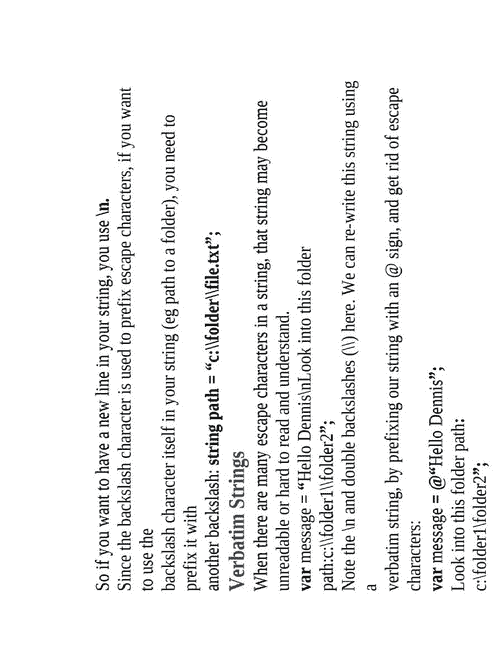 So if you want to have a new line in your string, you use \n.
Since the backslash character is used to prefix escape characters, if you want
to use the
backslash character itself in your string (eg path to a folder), you need to
prefix it with
another backslash: string path = “c:\\folder\\file.txt”;
Verbatim Strings
When there are many escape characters in a string, that string may become
unreadable or hard to read and understand.
var message = “Hello Dennis\nLook into this folder
path:c:\\folder1\\folder2”;
Note the \n and double backslashes (\\) here. We can re-write this string using
a
verbatim string, by prefixing our string with an @ sign, and get rid of escape
characters:
var message = @“Hello Dennis”;
Look into this folder path:
c:\folder1\folder2”;